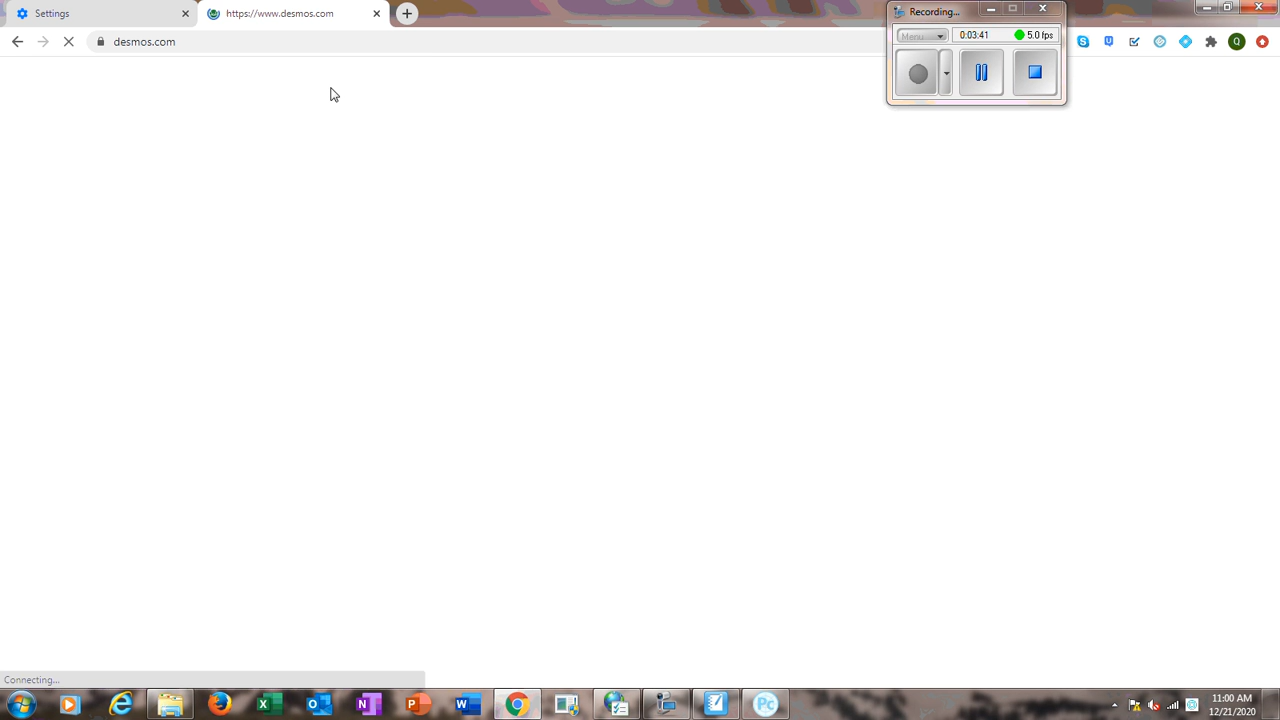 Settings
https://www.desmos.com
Recording...
desmos.com
Menu
0:03:41
5.0 fps
Q
Connecting...
Pc
11:00 AM
12/21/2020